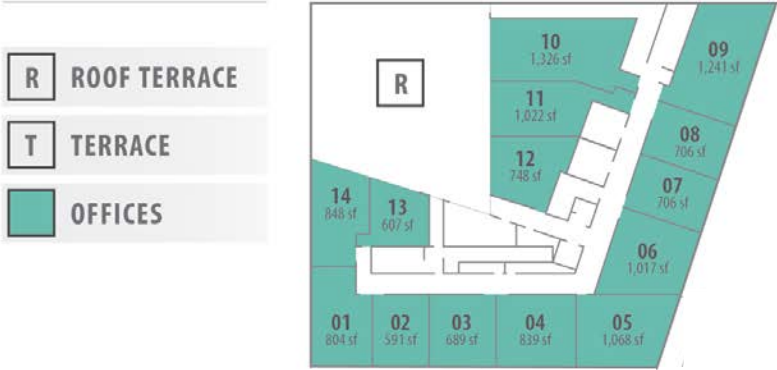 R ROOF TERRACE
T TERRACE
OFFICES
R
10
1,326 sf
09
1,241 sf
11
1,022 sf
08
706 sf
12
748 sf
07
706 sf
14
848 sf
13
607 sf
06
1,017 sf
01
804 sf
02
591 sf
03
689 sf
04
839 sf
05
1,068 sf